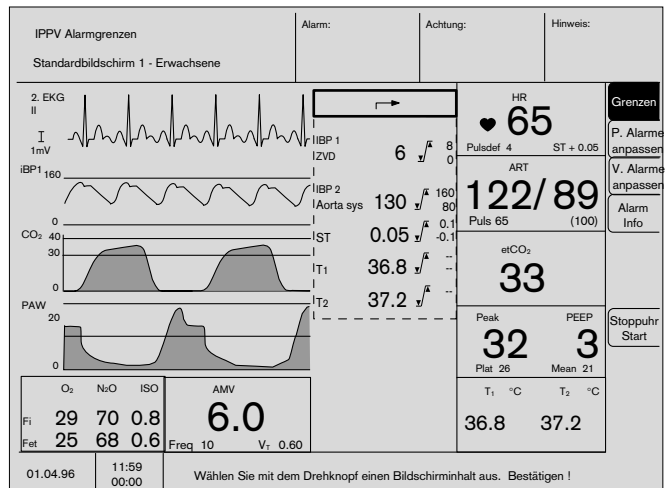 IPPV Alarmgrenzen
Standardbildschirm 1 - Erwachsene
Alarm:
Achtung:
Hinweis:
2. EKG
II
I
1mV
iBP1
160
0
CO₂
40
30
0
PAW
20
0
IBP 1
ZVD 6 8 0
IBP 2
Aorta sys 130 160 80
ST 0.05 0.1 -0.1
T1 36.8 -- --
T2 37.2 -- --
HR
65
Pulsdef 4 ST + 0.05
ART
122/ 89
Puls 65 (100)
etCO₂
33
Peak PEEP
32 3
Plat 26 Mean 21
T₁ °C T₂ °C
36.8 37.2
Grenzen
P. Alarme
anpassen
V. Alarme
anpassen
Alarm
Info
Stoppuhr
Start
O₂ N₂O ISO
Fi 29 70 0.8
Fet 25 68 0.6
AMV
6.0
Freq 10 VT 0.60
01.04.96
11:59
00:00
Wählen Sie mit dem Drehknopf einen Bildschirminhalt aus. Bestätigen !